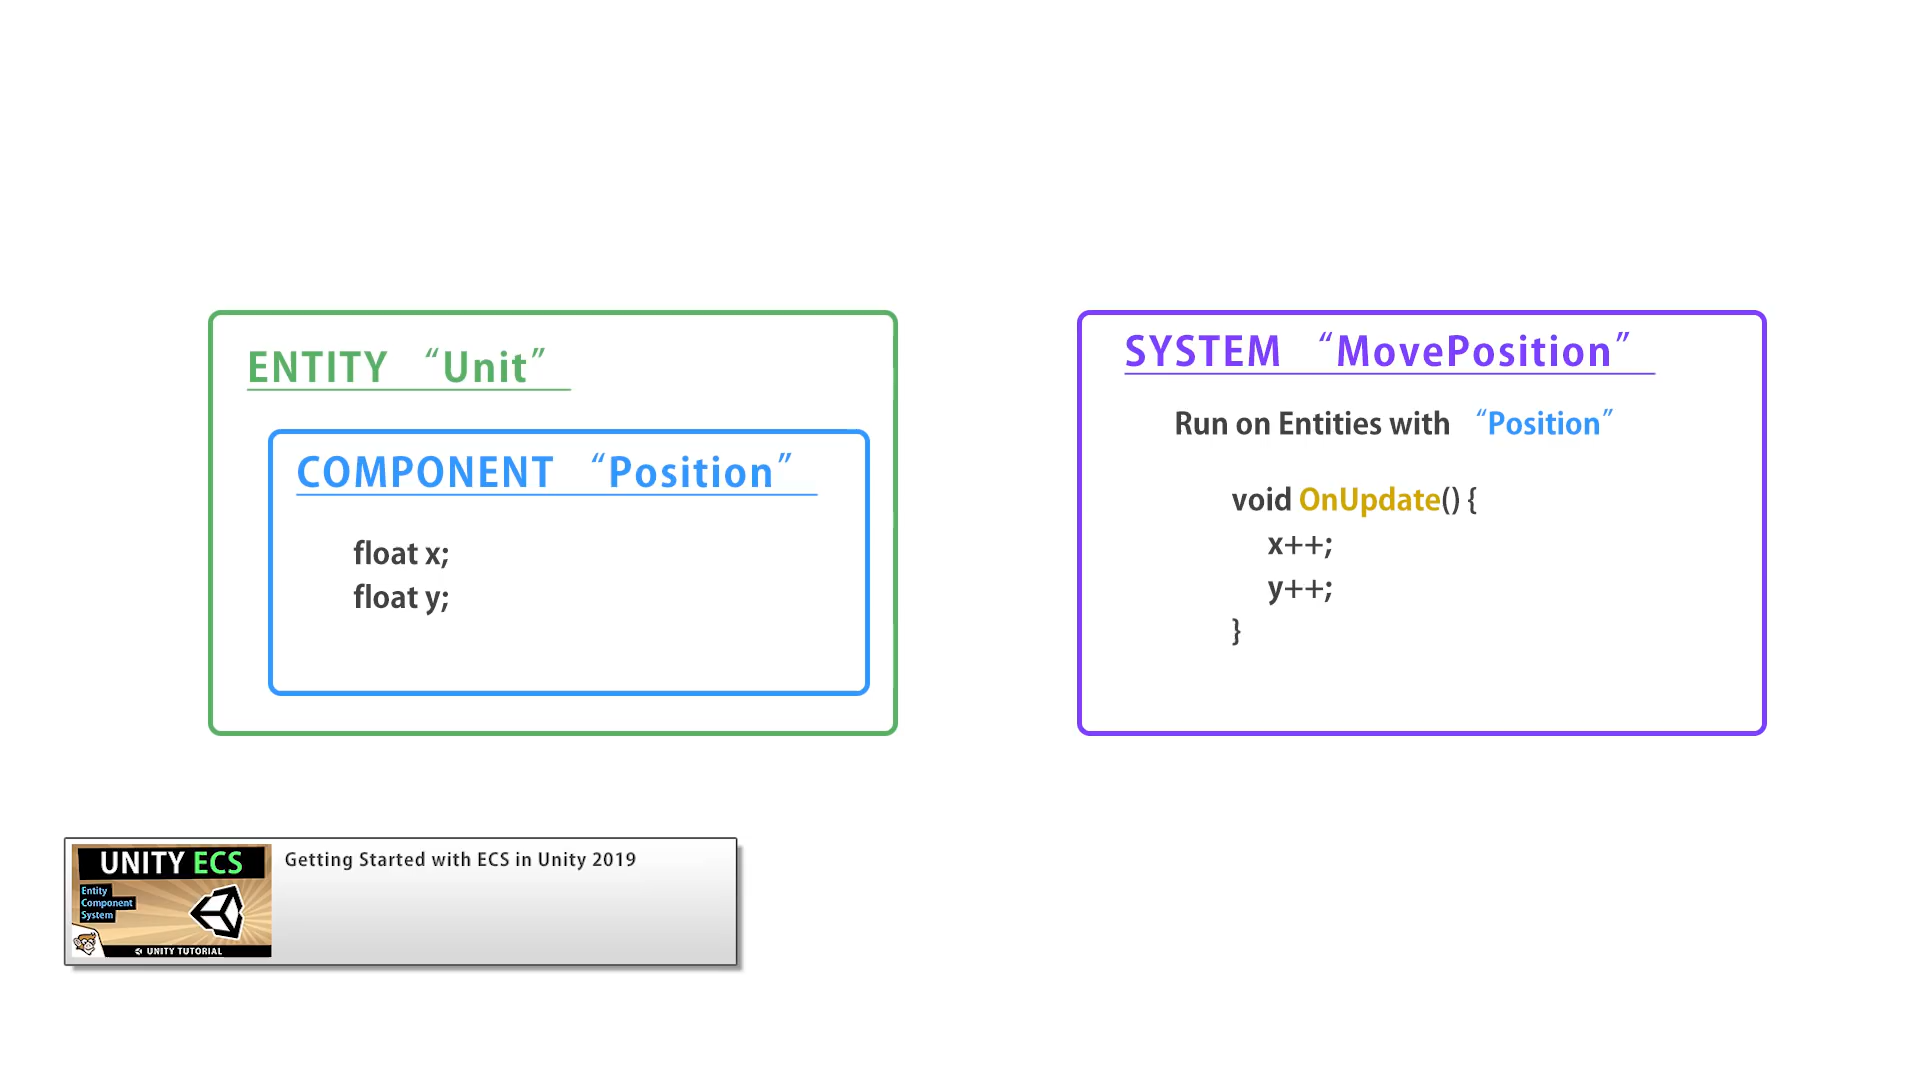 ENTITY “Unit”
COMPONENT “Position”
float x;
float y;
SYSTEM “MovePosition”
Run on Entities with “Position”
void OnUpdate() {
x++;
y++;
}
UNITY ECS
Entity
Component
System
UNITY TUTORIAL
Getting Started with ECS in Unity 2019